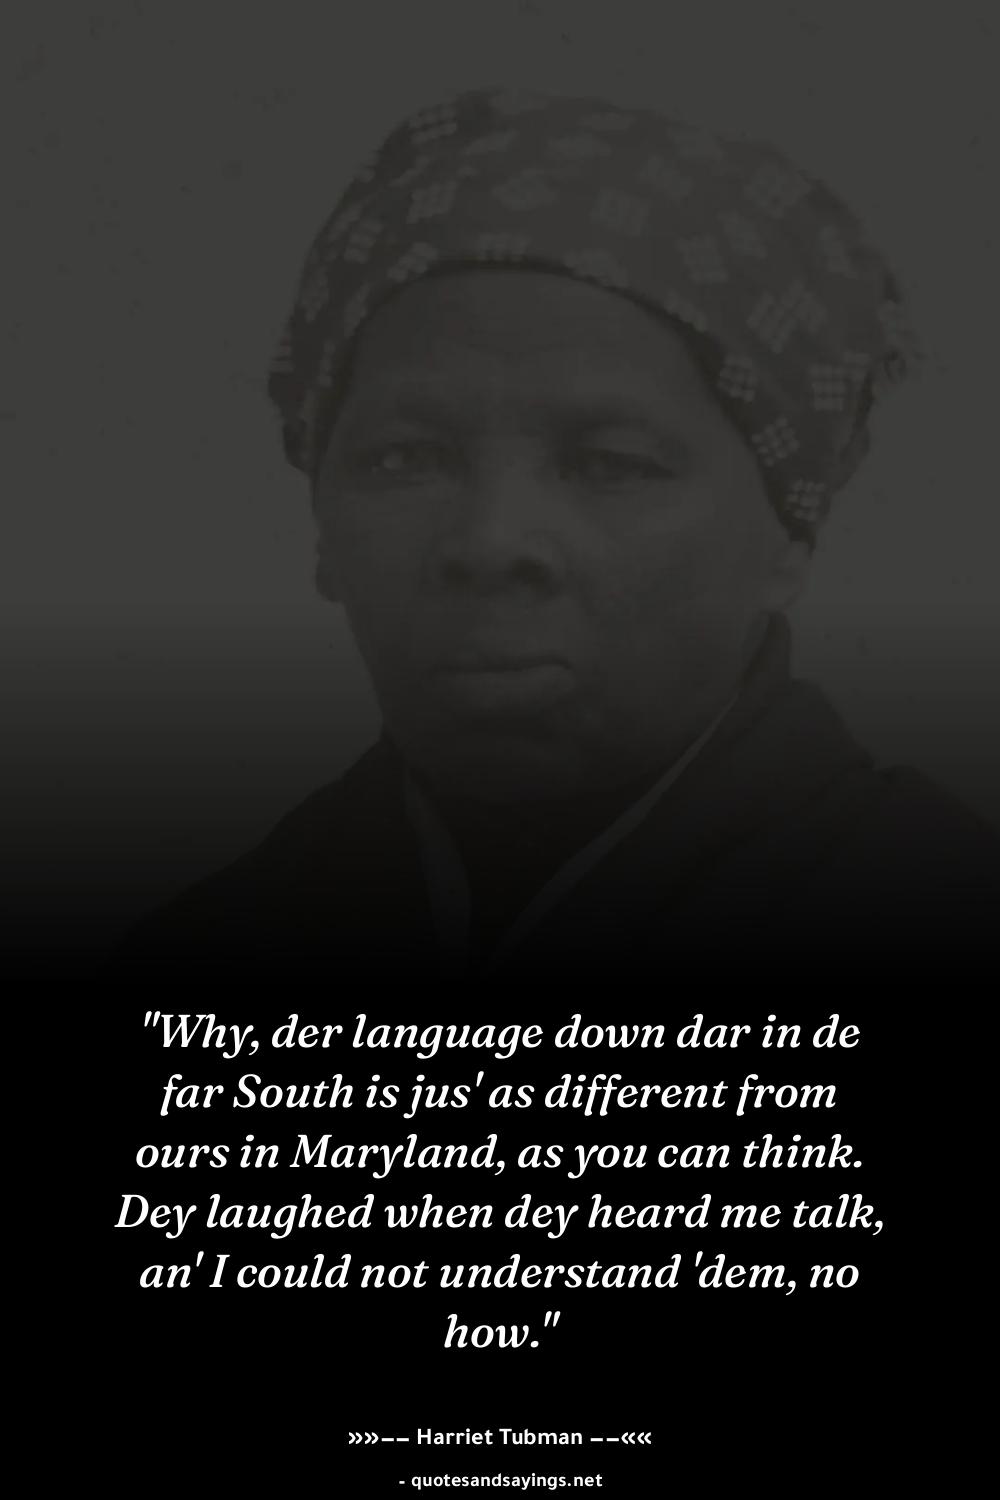 "Why, der language down dar in de
far South is jus' as different from
ours in Maryland, as you can think.
Dey laughed when dey heard me talk,
an' I could not understand 'dem, no
how."
»»−− Harriet Tubman −−««
- quotesandsayings.net